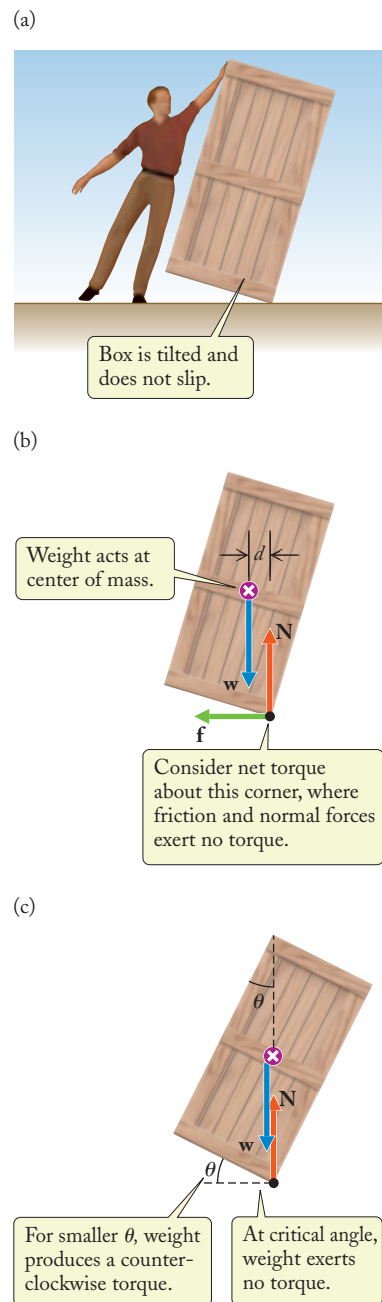 (a)
Box is tilted and
does not slip.
(b)
d
Weight acts at
center of mass.
N
w
f
Consider net torque
about this corner, where
friction and normal forces
exert no torque.
(c)
θ
N
w
θ
For smaller θ, weight
produces a counter-
clockwise torque.
At critical angle,
weight exerts
no torque.